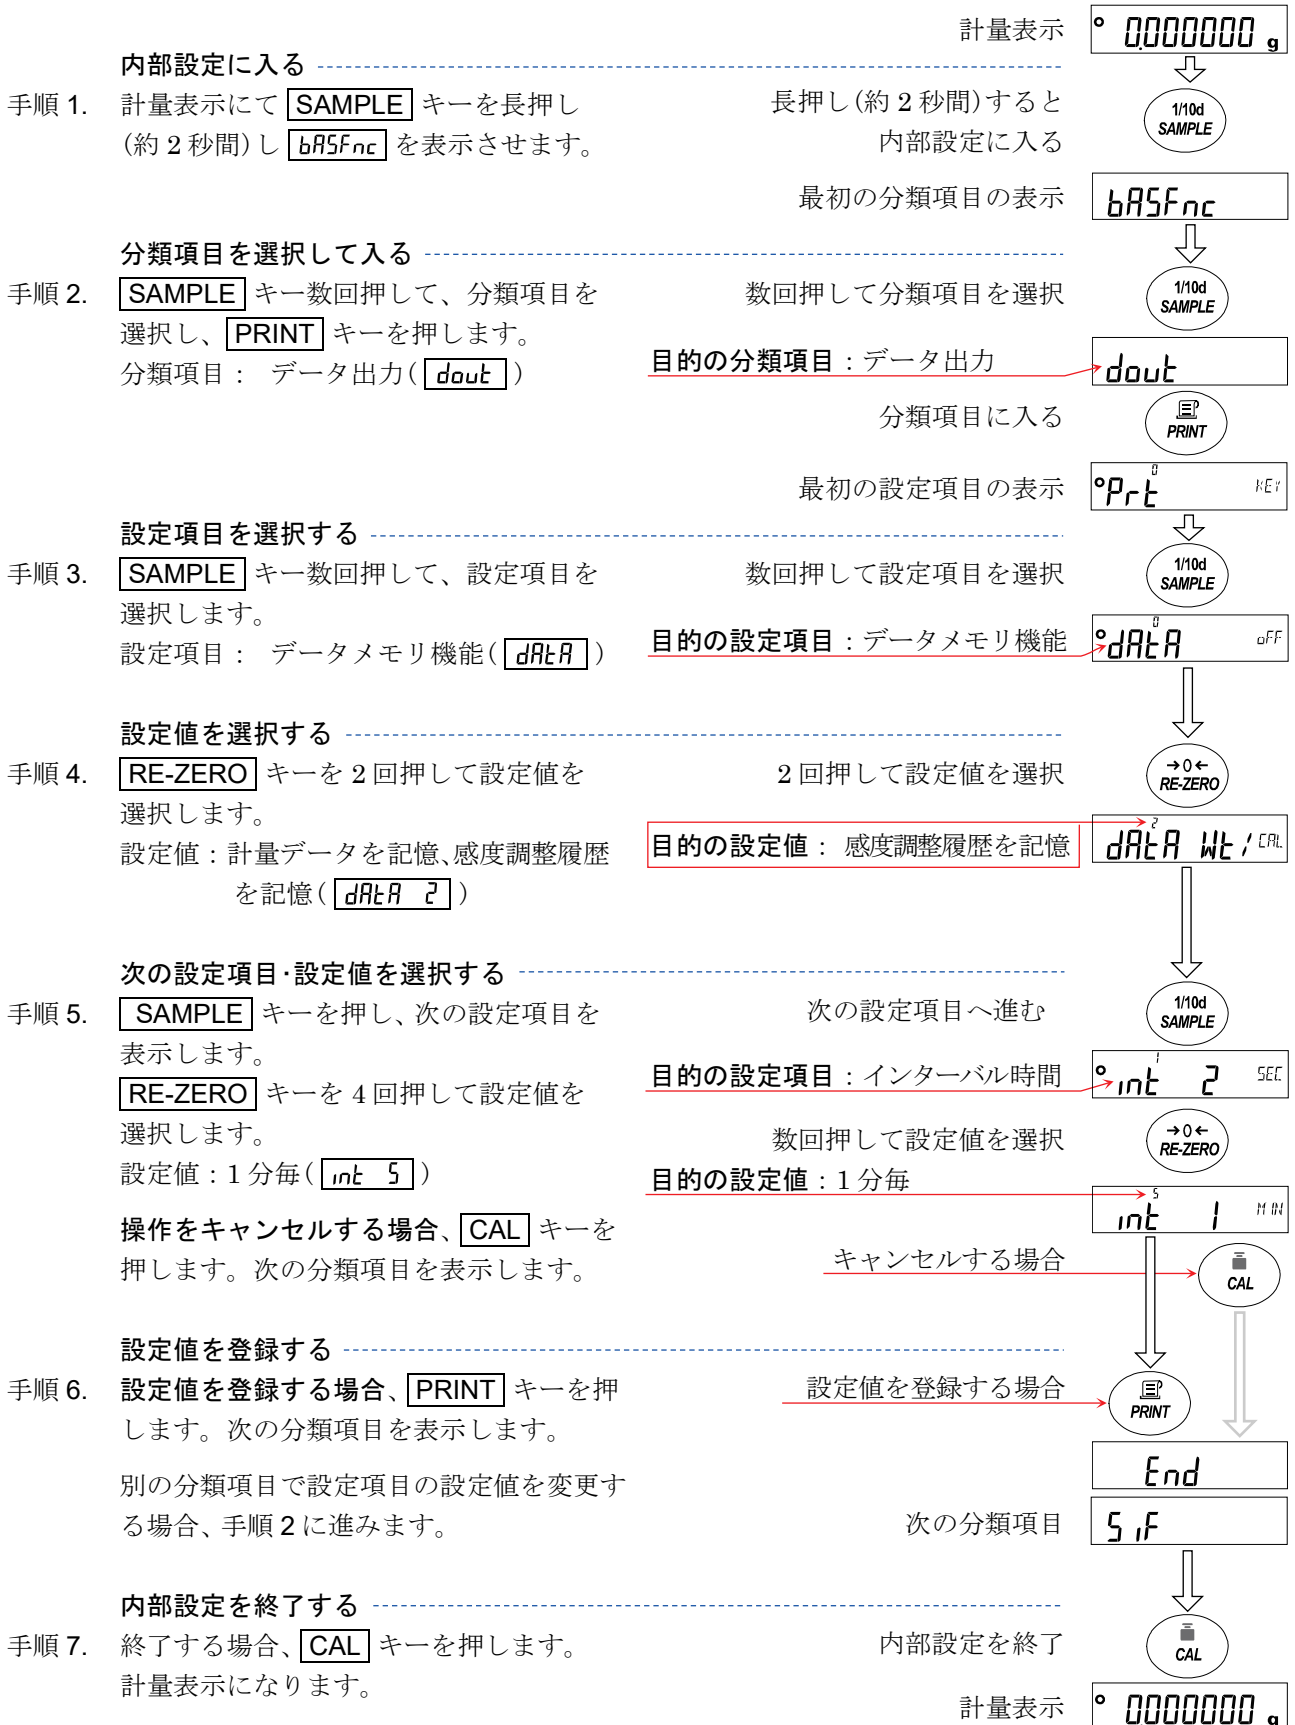 計量表示
0.000000 g
内部設定に入る
手順 1. 計量表示にて SAMPLE キーを長押し
(約 2 秒間)し bASFnc を表示させます。
長押し(約 2 秒間)すると
内部設定に入る
1/10d
SAMPLE
最初の分類項目の表示
bASFnc
分類項目を選択して入る
手順 2. SAMPLE キー数回押して、分類項目を
選択し、 PRINT キーを押します。
分類項目： データ出力( dout )
数回押して分類項目を選択
1/10d
SAMPLE
目的の分類項目：データ出力
dout
分類項目に入る
PRINT
最初の設定項目の表示
0
Prt KEY
設定項目を選択する
手順 3. SAMPLE キー数回押して、設定項目を
選択します。
設定項目： データメモリ機能( dAtA )
数回押して設定項目を選択
1/10d
SAMPLE
目的の設定項目：データメモリ機能
0
dAtA oFF
設定値を選択する
手順 4. RE-ZERO キーを 2 回押して設定値を
選択します。
設定値：計量データを記憶、感度調整履歴
を記憶( dAtA 2 )
2 回押して設定値を選択
→0←
RE-ZERO
目的の設定値： 感度調整履歴を記憶
2
dAtA Wt/CAL
次の設定項目・設定値を選択する
手順 5. SAMPLE キーを押し、次の設定項目を
表示します。
RE-ZERO キーを 4 回押して設定値を
選択します。
設定値：1 分毎( int 5 )
次の設定項目へ進む
1/10d
SAMPLE
目的の設定項目：インターバル時間
1
int 2 SEC
数回押して設定値を選択
→0←
RE-ZERO
目的の設定値：1 分毎
5
int 1 MIN
操作をキャンセルする場合、 CAL キーを
押します。次の分類項目を表示します。
キャンセルする場合
CAL
設定値を登録する
手順 6. 設定値を登録する場合、 PRINT キーを押
します。次の分類項目を表示します。
設定値を登録する場合
PRINT
End
別の分類項目で設定項目の設定値を変更す
る場合、手順 2 に進みます。
次の分類項目
SiF
内部設定を終了する
手順 7. 終了する場合、 CAL キーを押します。
計量表示になります。
内部設定を終了
CAL
計量表示
0000000 g